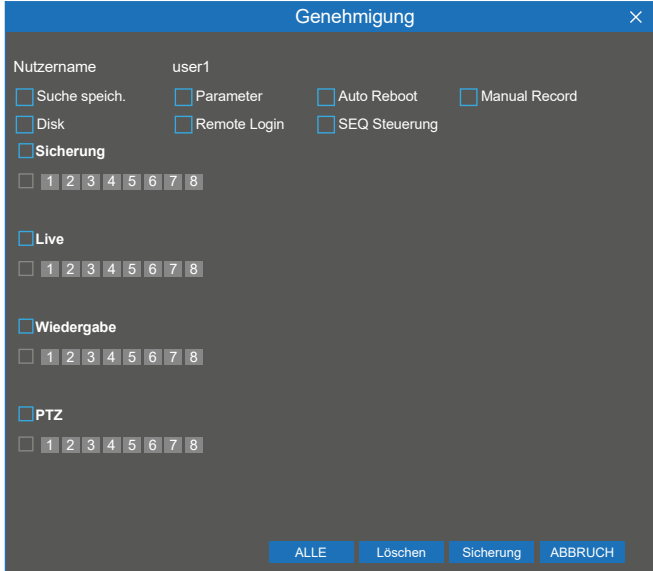 Genehmigung
Nutzername user1
Suche speich. Parameter Auto Reboot Manual Record
Disk Remote Login SEQ Steuerung
Sicherung
1 2 3 4 5 6 7 8
Live
1 2 3 4 5 6 7 8
Wiedergabe
1 2 3 4 5 6 7 8
PTZ
1 2 3 4 5 6 7 8
ALLE Löschen Sicherung ABBRUCH